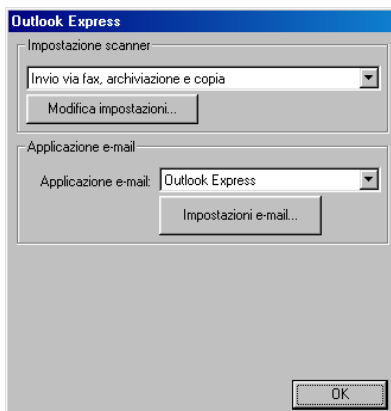 Outlook Express
Impostazione scanner
Invio via fax, archiviazione e copia
Modifica impostazioni...
Applicazione e-mail
Applicazione e-mail: Outlook Express
Impostazioni e-mail...
OK